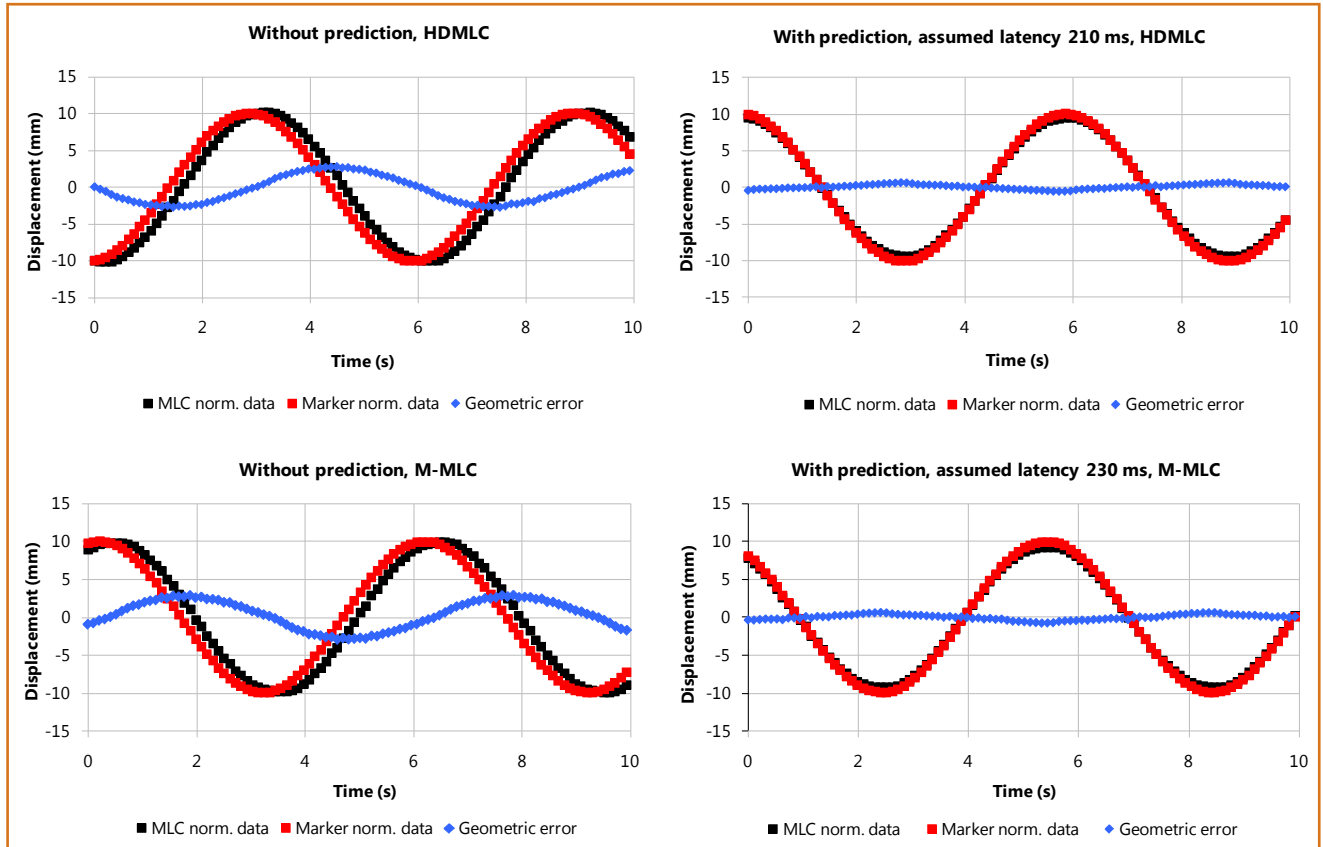 Without prediction, HDMLC
15
10
5
0
-5
-10
-15
Displacement (mm)
0 2 4 6 8 10
Time (s)
MLC norm. data Marker norm. data Geometric error
With prediction, assumed latency 210 ms, HDMLC
15
10
5
0
-5
-10
-15
Displacement (mm)
0 2 4 6 8 10
Time (s)
MLC norm. data Marker norm. data Geometric error
Without prediction, M-MLC
15
10
5
0
-5
-10
-15
Displacement (mm)
0 2 4 6 8 10
Time (s)
MLC norm. data Marker norm. data Geometric error
With prediction, assumed latency 230 ms, M-MLC
15
10
5
0
-5
-10
-15
Displacement (mm)
0 2 4 6 8 10
Time (s)
MLC norm. data Marker norm. data Geometric error